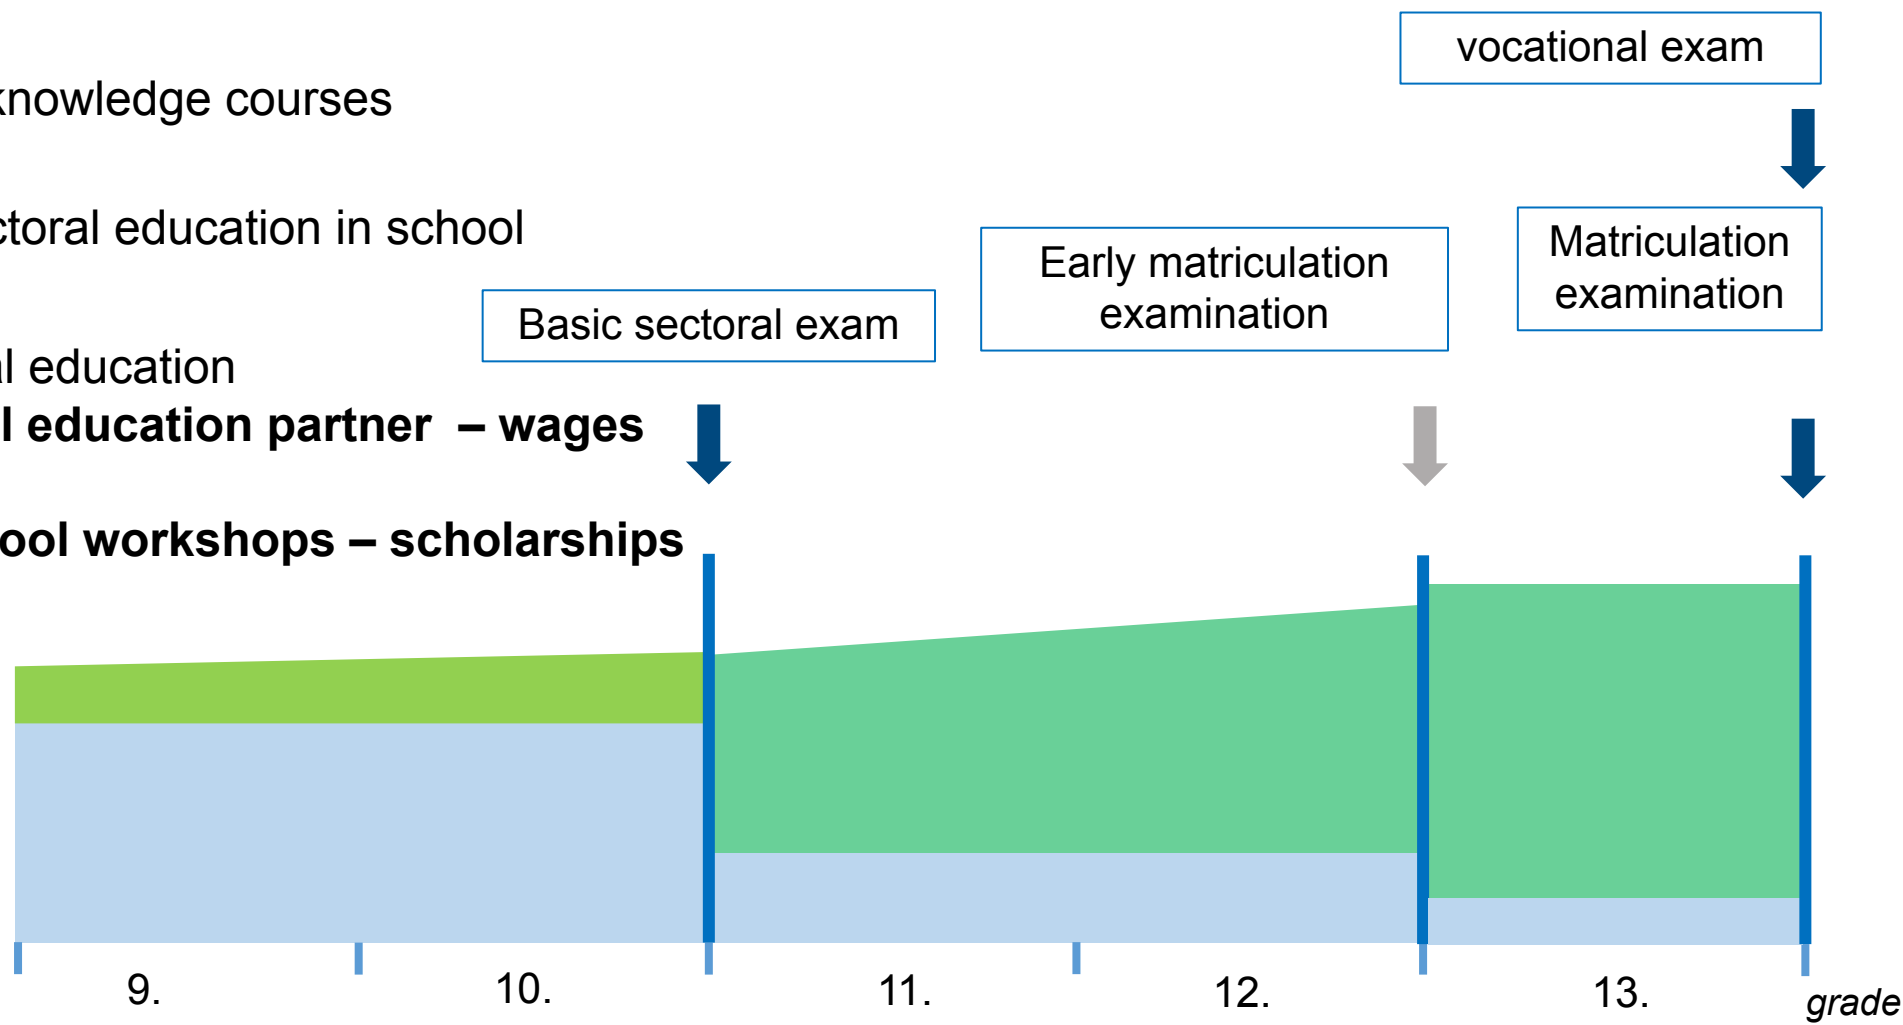 vocational exam
knowledge courses
ctoral education in school
Early matriculation
examination
Matriculation
examination
Basic sectoral exam
al education
l education partner – wages
ool workshops – scholarships
9.
10.
11.
12.
13.
grade